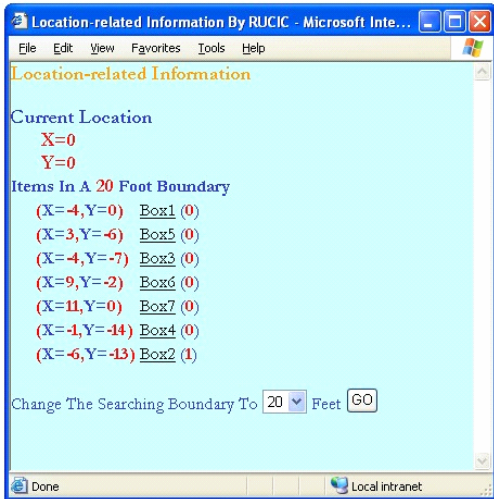 Location-related Information By RUCIC - Microsoft Inte...
File Edit View Favorites Tools Help
Location-related Information
Current Location
X=0
Y=0
Items In A 20 Foot Boundary
(X=-4,Y=0) Box1 (0)
(X=3,Y=-6) Box5 (0)
(X=-4,Y=-7) Box3 (0)
(X=9,Y=-2) Box6 (0)
(X=11,Y=0) Box7 (0)
(X=-1,Y=-14) Box4 (0)
(X=-6,Y=-13) Box2 (1)
Change The Searching Boundary To 20 Feet GO
Done Local intranet